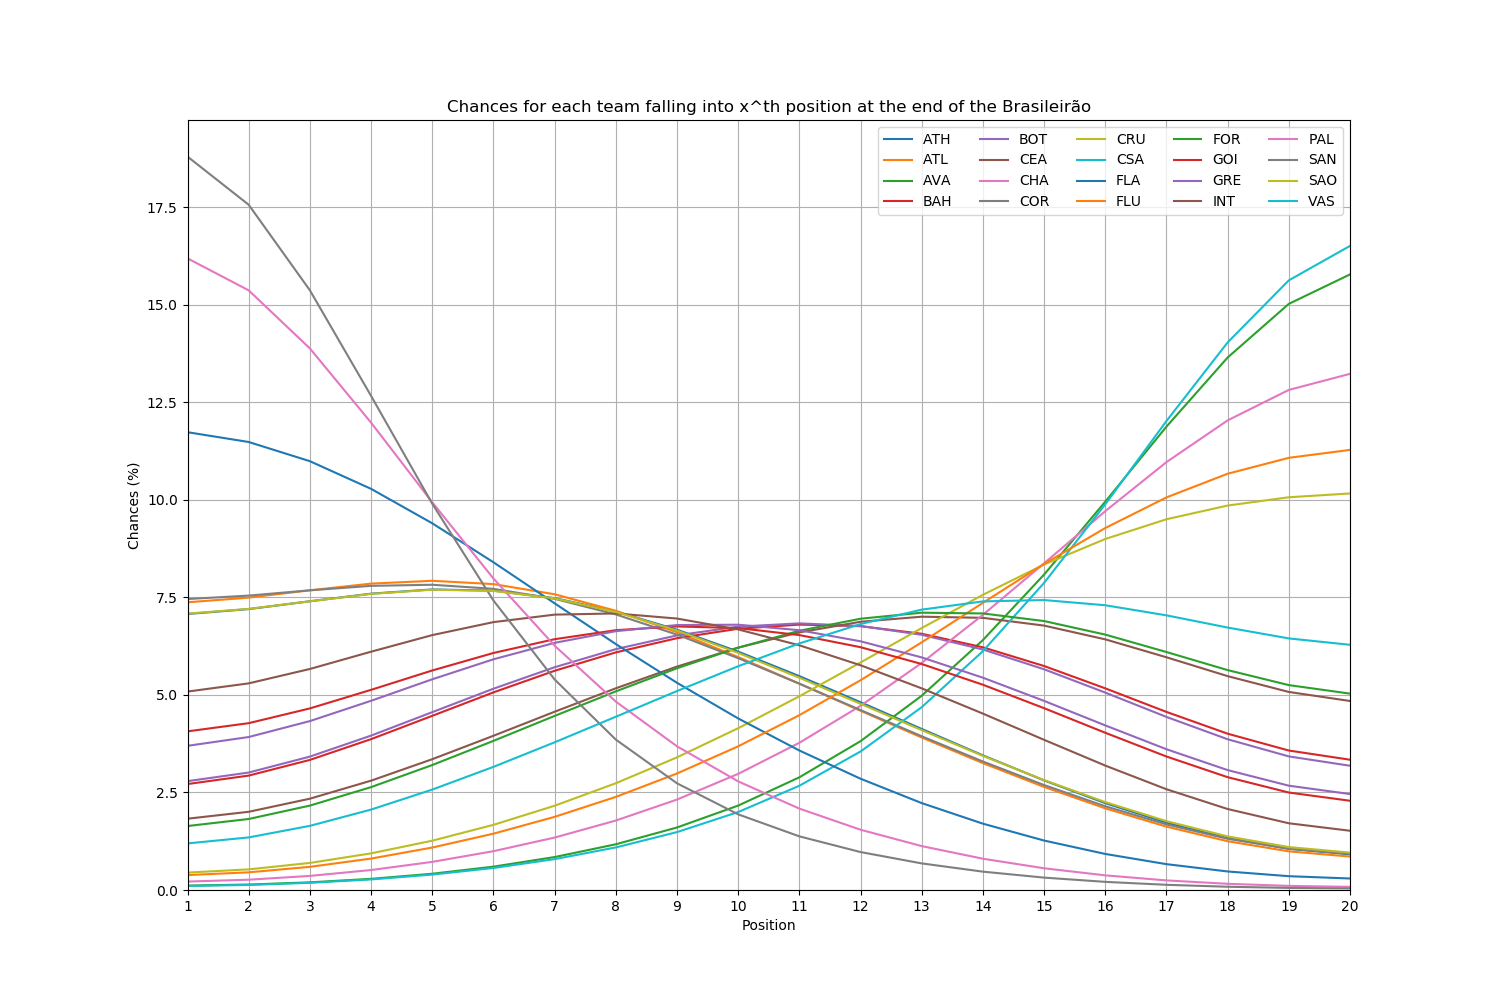 Chances for each team falling into x^th position at the end of the Brasileirão
ATH BOT CRU FOR PAL
ATL CEA CSA GOI SAN
AVA CHA FLA GRE SAO
BAH COR FLU INT VAS
17.5
15.0
12.5
10.0
7.5
5.0
2.5
0.0
Chances (%)
1 2 3 4 5 6 7 8 9 10 11 12 13 14 15 16 17 18 19 20
Position